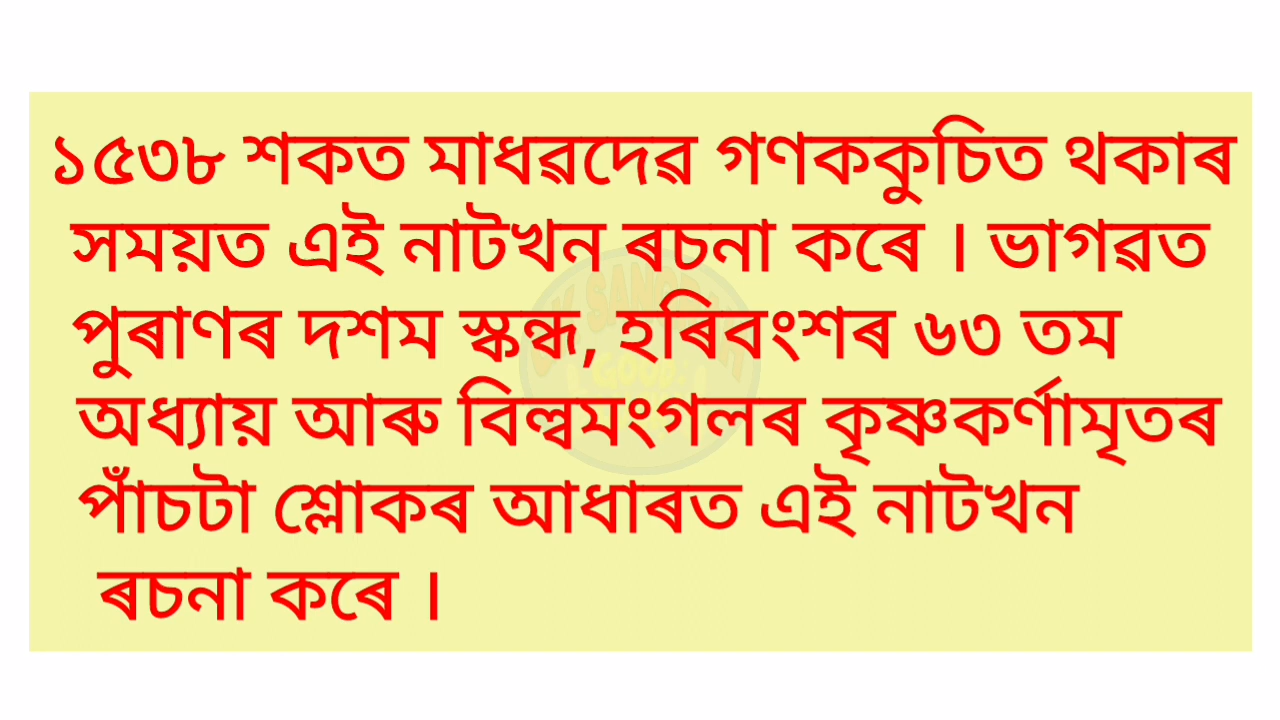 ১৫৩৮ শকত মাধৱদেৱ গণককুচিত থকাৰ
সময়ত এই নাটখন ৰচনা কৰে ।  ভাগৱত
পুৰাণৰ দশম স্কন্ধ, হৰিবংশৰ ৬৩ তম
অধ্যায় আৰু বিল্বমংগলৰ কৃষ্ণকৰ্ণামৃতৰ
পাঁচটা শ্লোকৰ আধাৰত এই নাটখন
ৰচনা কৰে ।